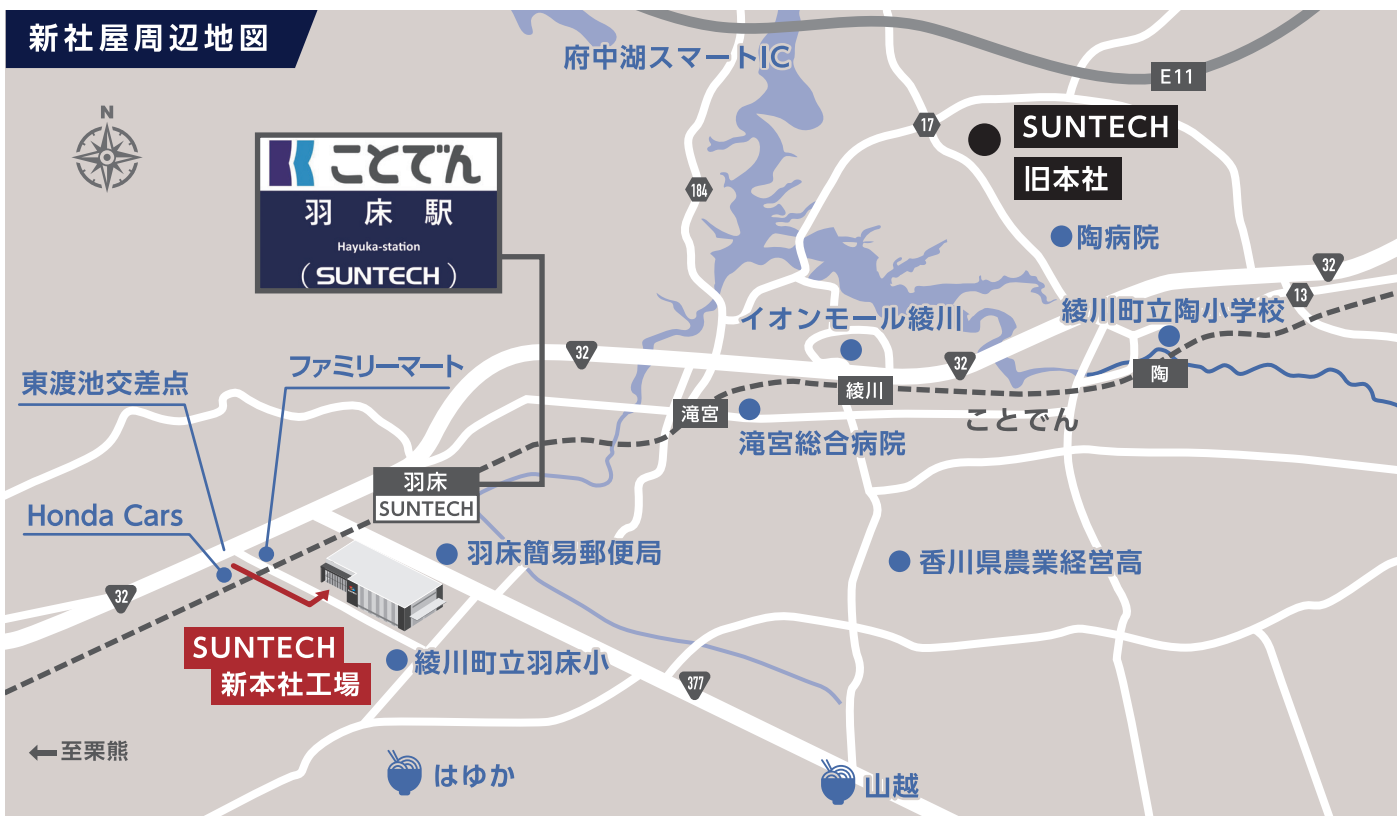 新社屋周辺地図
府中湖スマートIC
E11
N
17
SUNTECH
旧本社
ことでん
羽床駅
Hayuka-station
(SUNTECH)
184
陶病院
32
13
イオンモール綾川
綾川町立陶小学校
32
32
ファミリーマート
東渡池交差点
陶
綾川
滝宮
ことでん
滝宮総合病院
羽床
SUNTECH
Honda Cars
羽床簡易郵便局
香川県農業経営高
32
SUNTECH
新本社工場
綾川町立羽床小
377
至栗熊
はゆか
山越